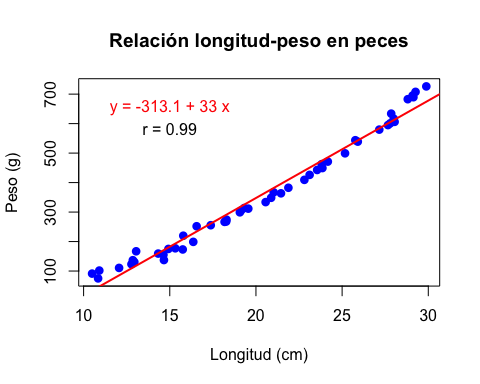 Relación longitud-peso en peces
y = -313.1 + 33 x
r = 0.99
Peso (g)
700
500
300
100
10 15 20 25 30
Longitud (cm)